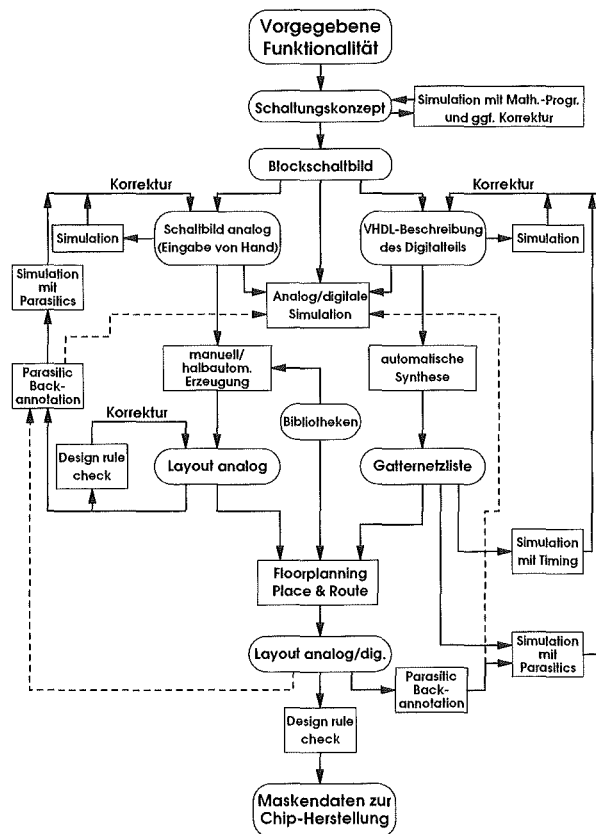 Vorgegebene
Funktionalität
Schaltungskonzept
Simulation mit Math.-Progr.
und ggf. Korrektur
Blockschaltbild
Korrektur
Korrektur
Schaltbild analog
(Eingabe von Hand)
Simulation
VHDL-Beschreibung
des Digitalteils
Simulation
Simulation
mit
Parasitics
Analog/digitale
Simulation
Parasitic
Back-
annotation
manuell/
halbautom.
Erzeugung
automatische
Synthese
Korrektur
Bibliotheken
Design rule
check
Layout analog
Gatternetzliste
Simulation
mit Timing
Floorplanning
Place & Route
Layout analog/dig.
Simulation
mit
Parasitics
Parasitic
Back-
annotation
Design rule
check
Maskendaten zur
Chip-Herstellung